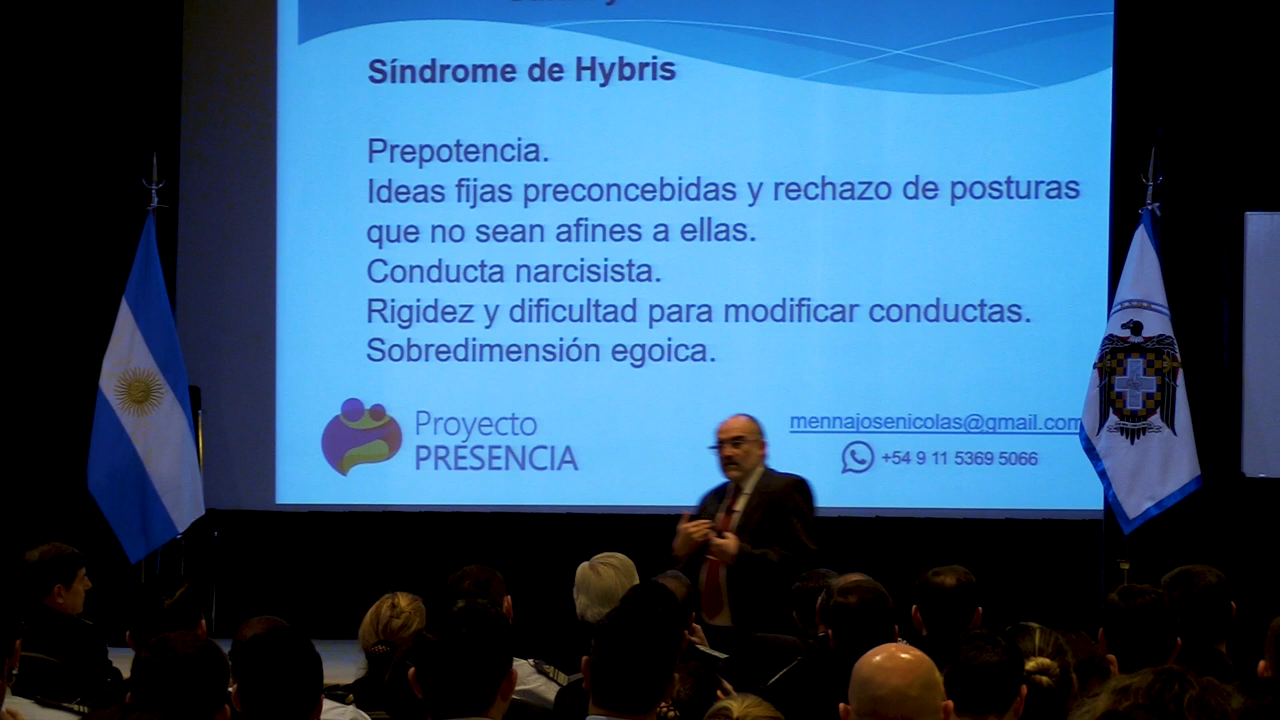 Síndrome de Hybris
Prepotencia.
Ideas fijas preconcebidas y rechazo de posturas
que no sean afines a ellas.
Conducta narcisista.
Rigidez y dificultad para modificar conductas.
Sobredimensión egoica.
Proyecto
PRESENCIA
mennajosenicolas@gmail.com
+54 9 11 5369 5066